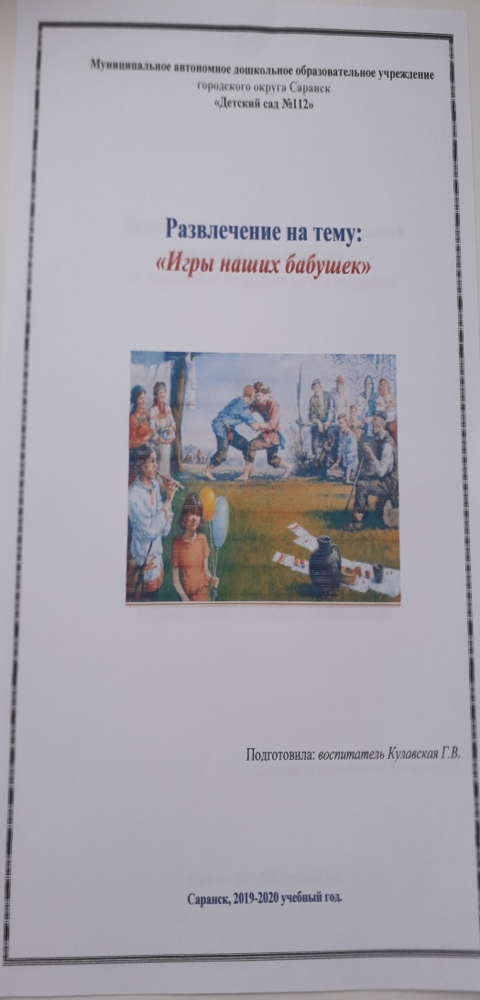 Муниципальное автономное дошкольное образовательное учреждение
городского округа Саранск
«Детский сад №112»
Развлечение на тему:
«Игры наших бабушек»
Подготовила: воспитатель Кулавская Г.В.
Саранск, 2019-2020 учебный год.